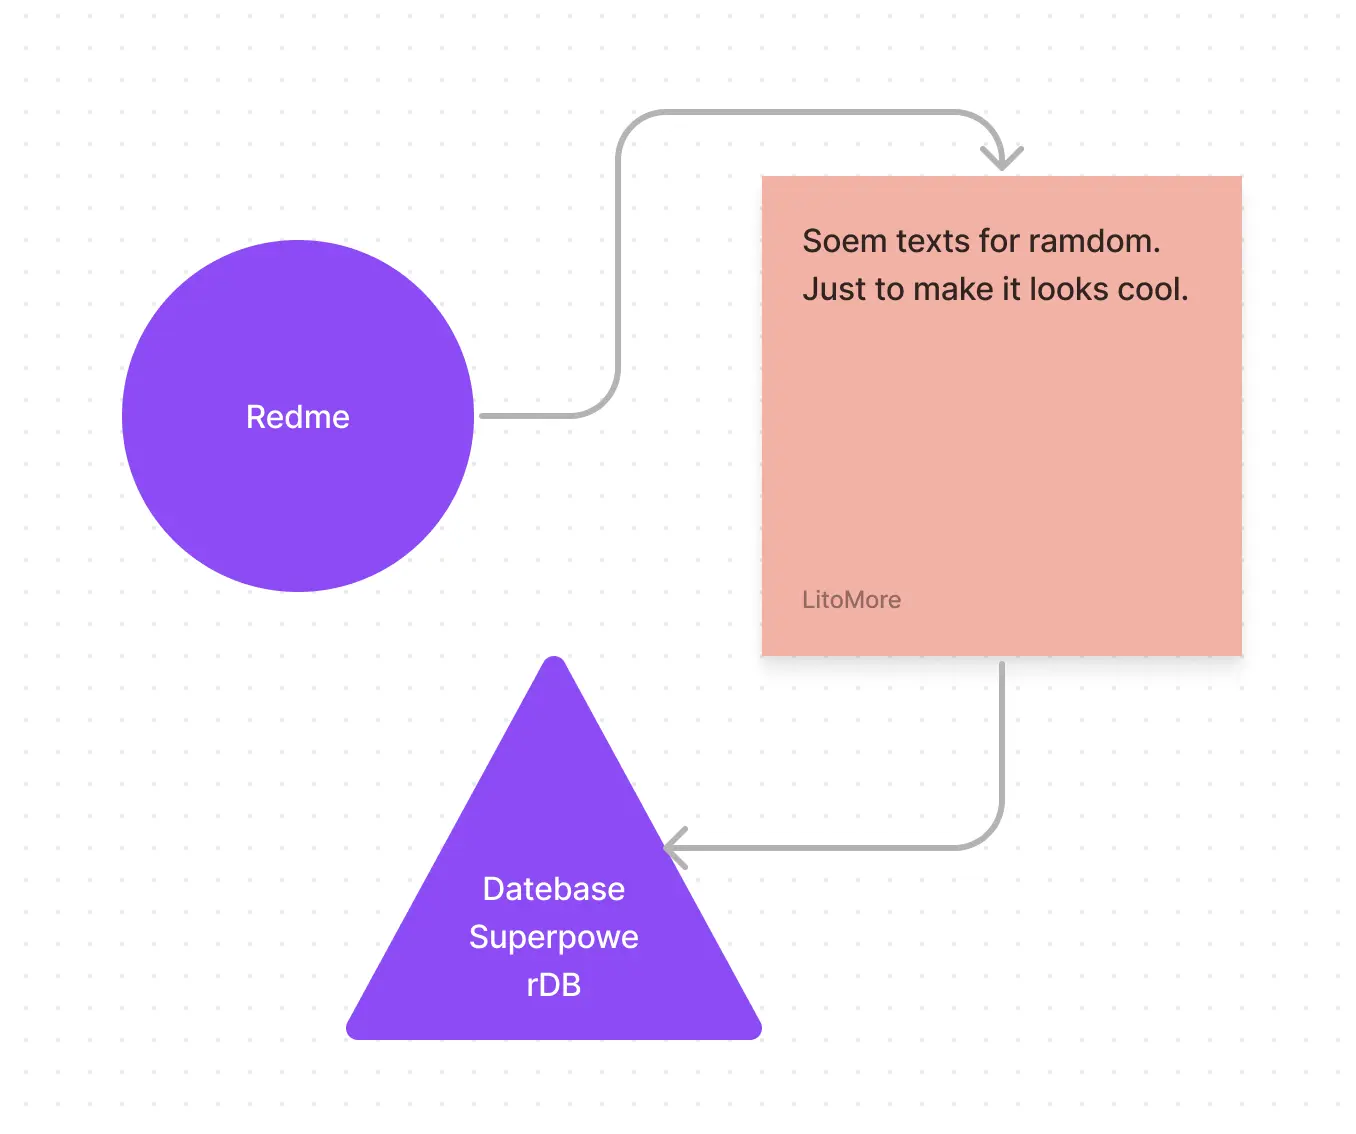 Redme
Soem texts for ramdom.
Just to make it looks cool.
LitoMore
Datebase
Superpowe
rDB